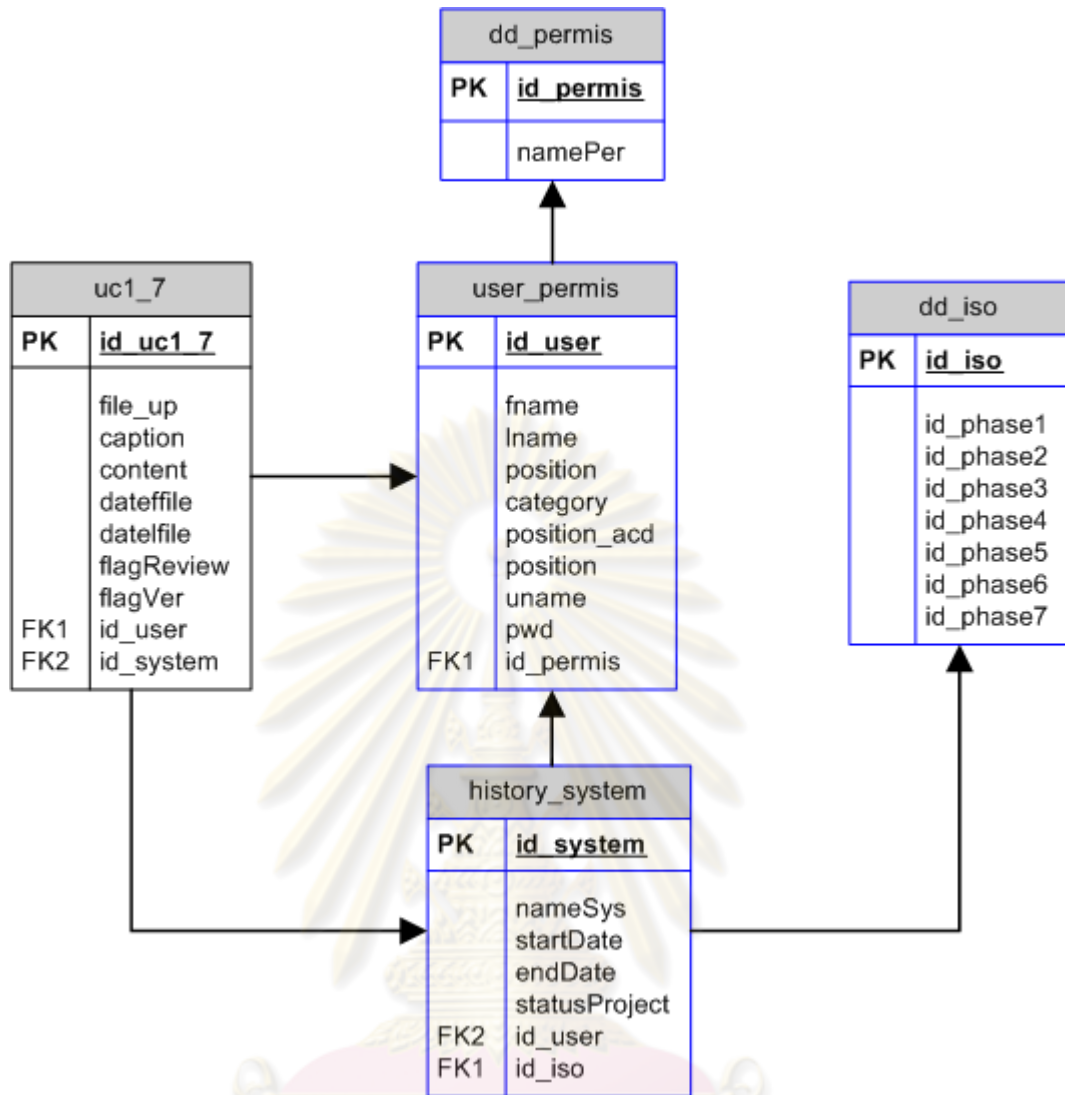 dd_permis
PK id_permis
namePer
uc1_7
PK id_uc1_7
file_up
caption
content
dateffile
datelfile
flagReview
flagVer
FK1 id_user
FK2 id_system
user_permis
PK id_user
fname
lname
position
category
position_acd
position
uname
pwd
FK1 id_permis
dd_iso
PK id_iso
id_phase1
id_phase2
id_phase3
id_phase4
id_phase5
id_phase6
id_phase7
history_system
PK id_system
nameSys
startDate
endDate
statusProject
FK2 id_user
FK1 id_iso